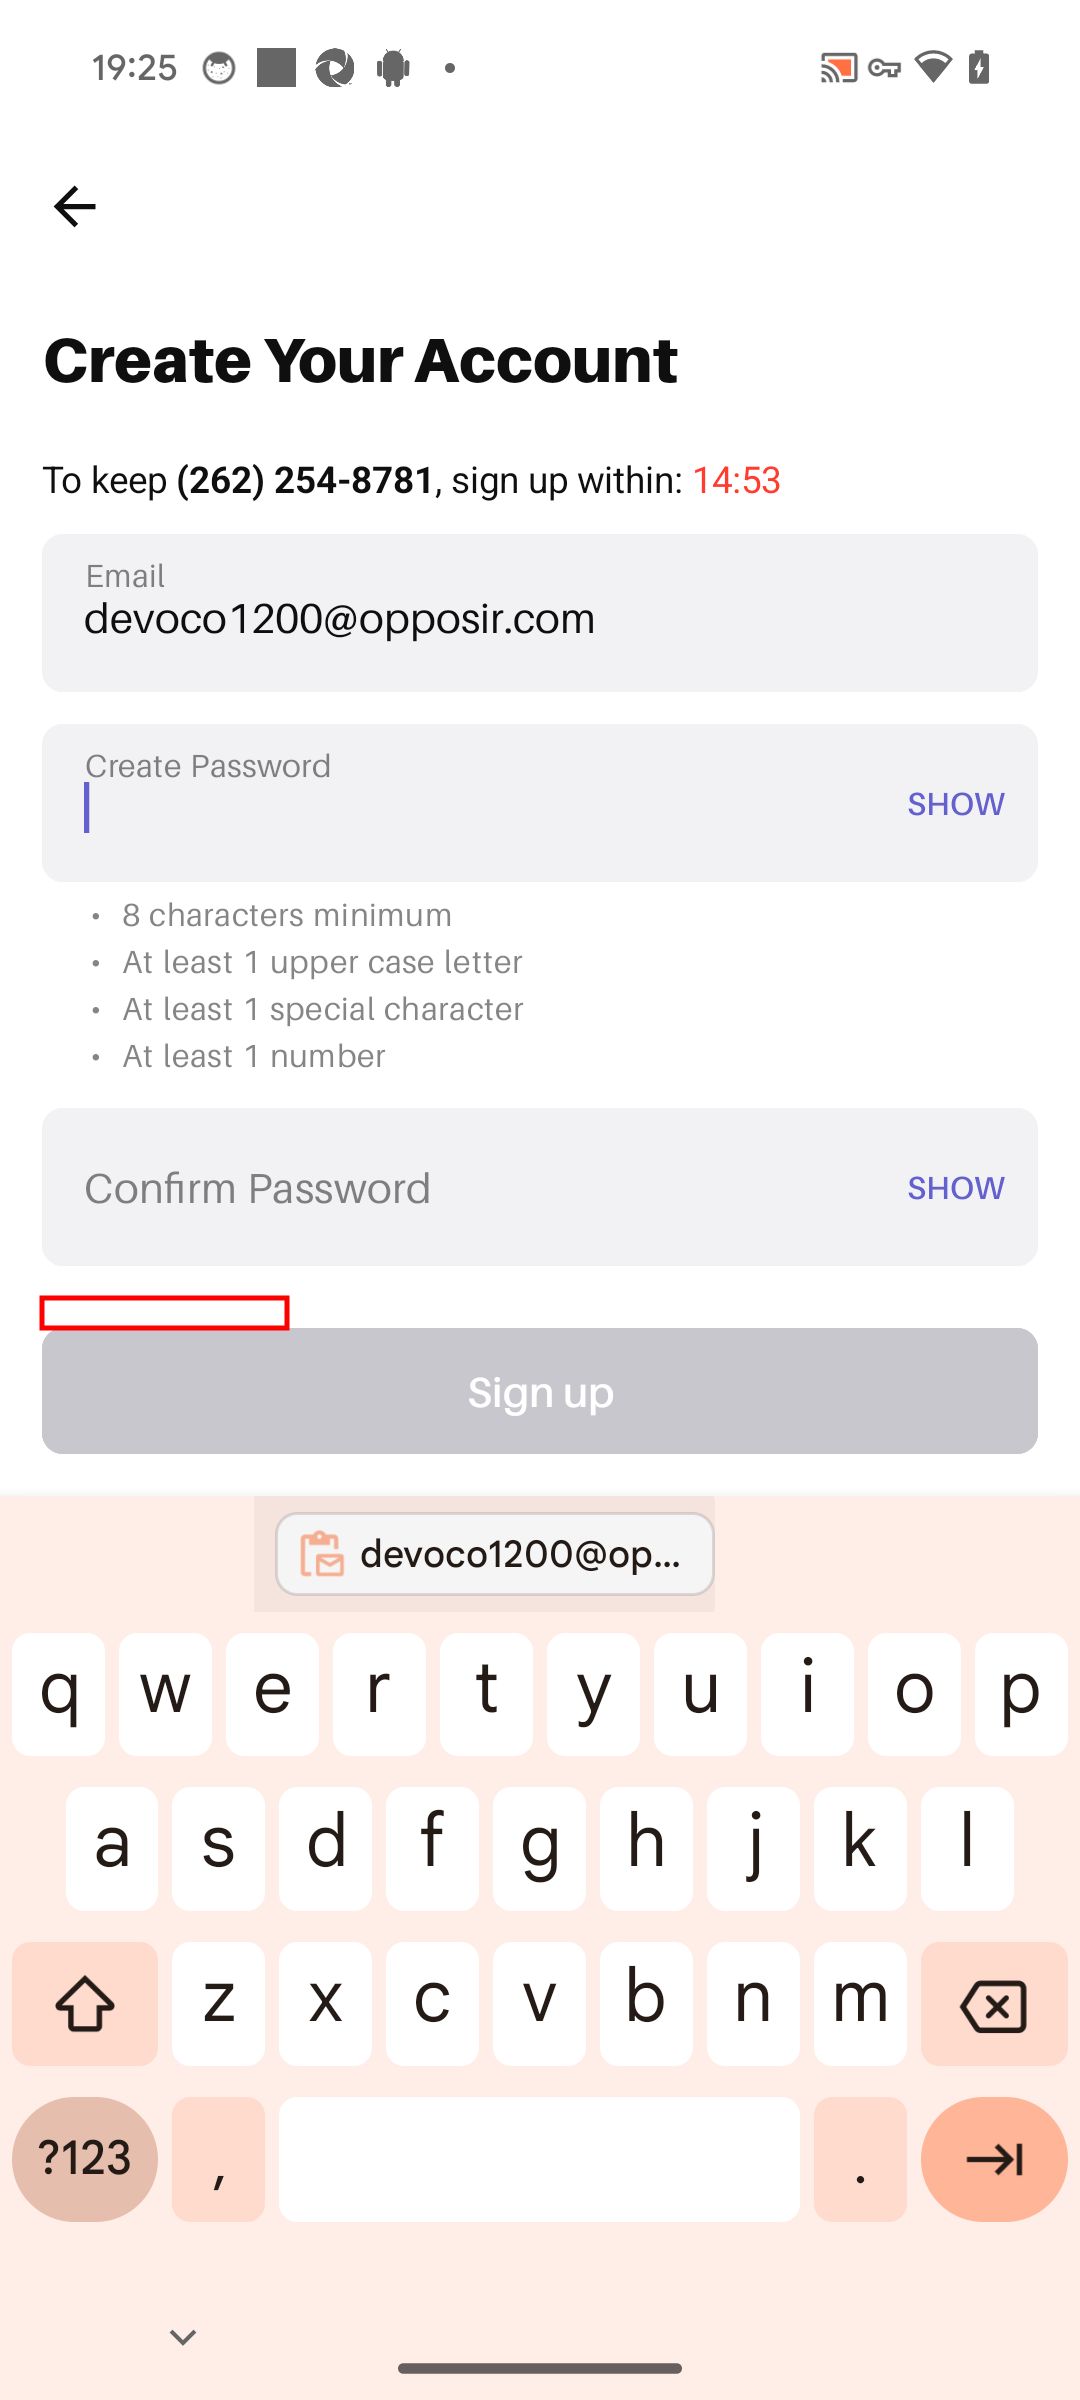 19:25
Create Your Account
To keep (262) 254-8781, sign up within: 14:53
Email
devoco1200@opposir.com
Create Password
SHOW
• 8 characters minimum
• At least 1 upper case letter
• At least 1 special character
• At least 1 number
Confirm Password
SHOW
Sign up
devoco1200@op...
q w e r t y u i o p
a s d f g h j k l
z x c v b n m
?123 , .